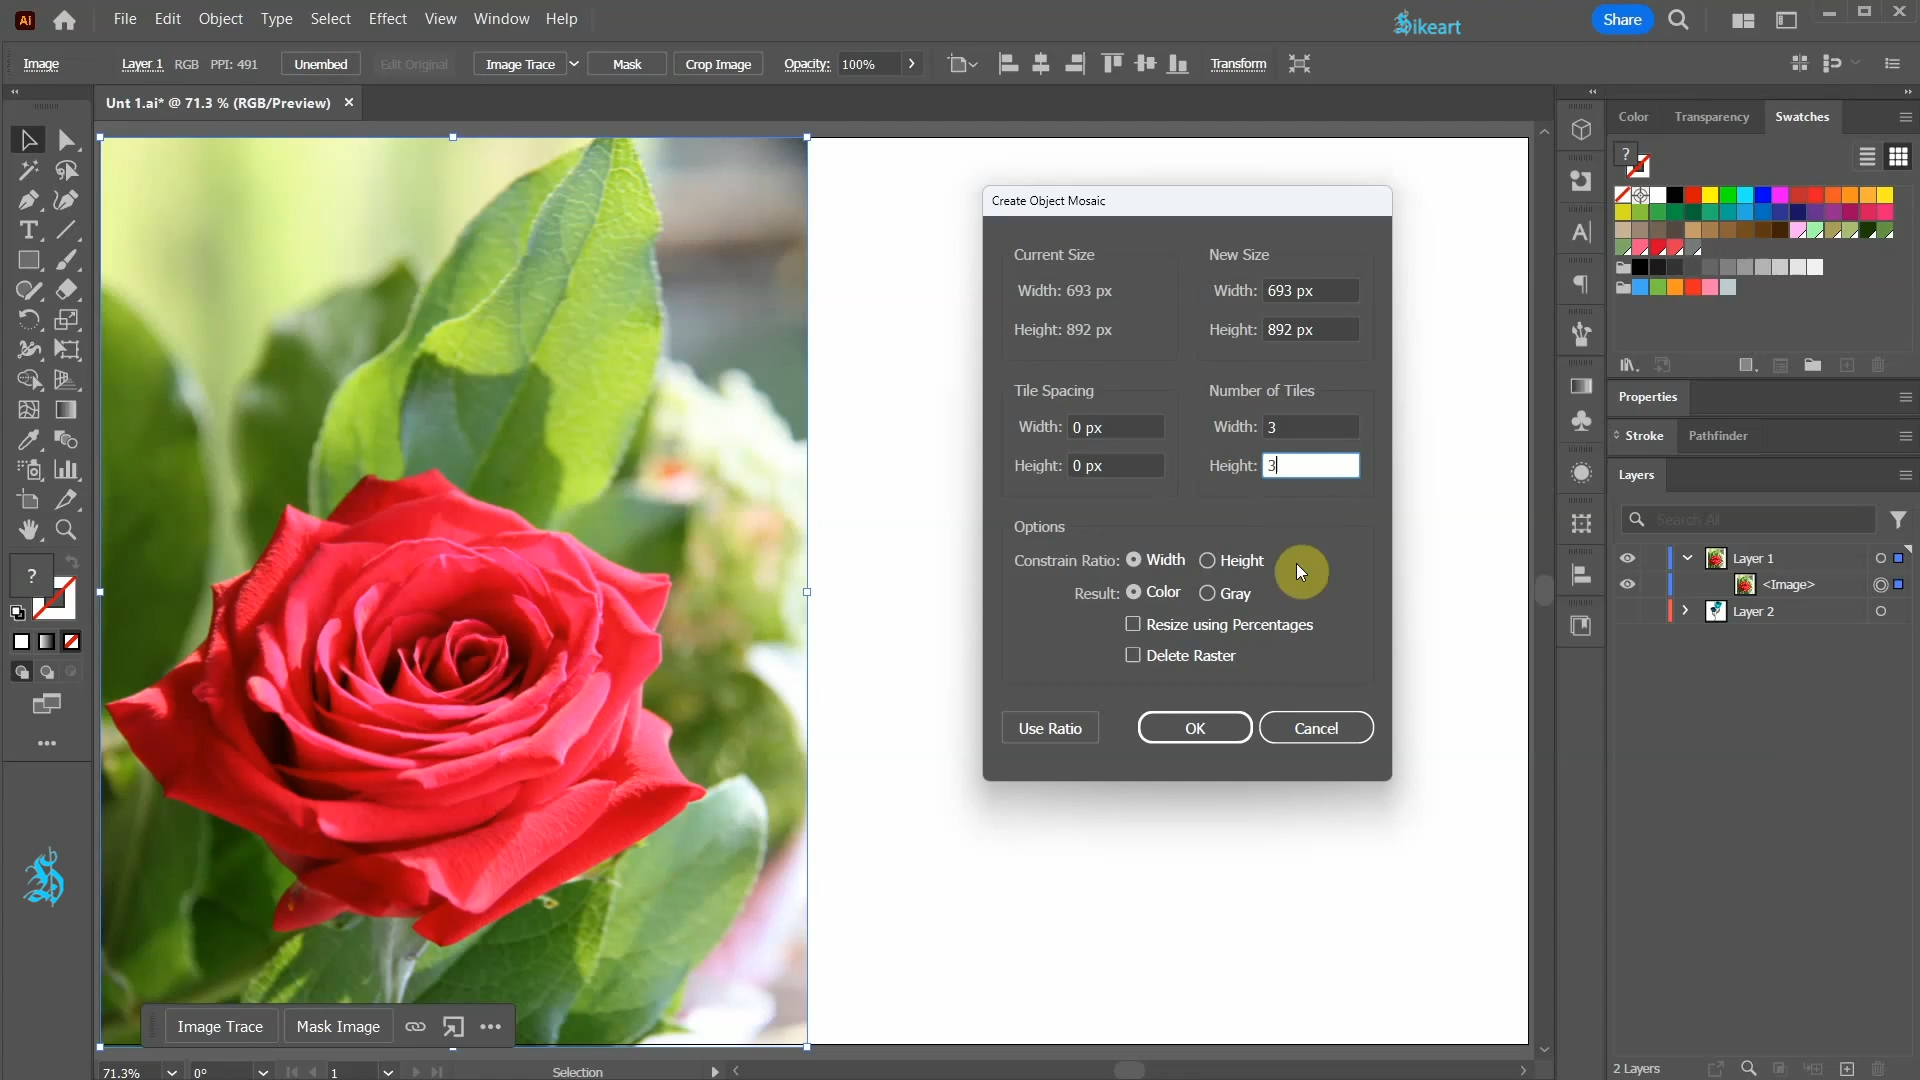 Ai File Edit Object Type Select Effect View Window Help Sikeart Share
Image Layer 1 RGB PPI: 491 Unembed Edit Original Image Trace Mask Crop Image Opacity: 100% Transform
Unt 1.ai* @ 71.3 % (RGB/Preview)
Color Transparency Swatches
Create Object Mosaic
Current Size New Size
Width: 693 px Width: 693 px
Height: 892 px Height: 892 px
Tile Spacing Number of Tiles
Width: 0 px Width: 3
Height: 0 px Height: 3
Options
Constrain Ratio: Width Height
Result: Color Gray
Resize using Percentages
Delete Raster
Use Ratio OK Cancel
Properties
Stroke Pathfinder
Layers
Search All
Layer 1
<Image>
Layer 2
Image Trace Mask Image
71.3% 0° 1 Selection 2 Layers